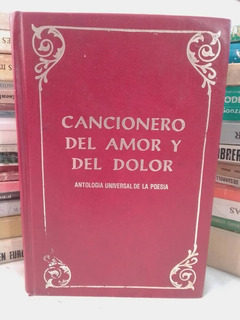 CANCIONERO
DEL AMOR Y
DEL DOLOR
ANTOLOGIA UNIVERSAL DE LA POESIA